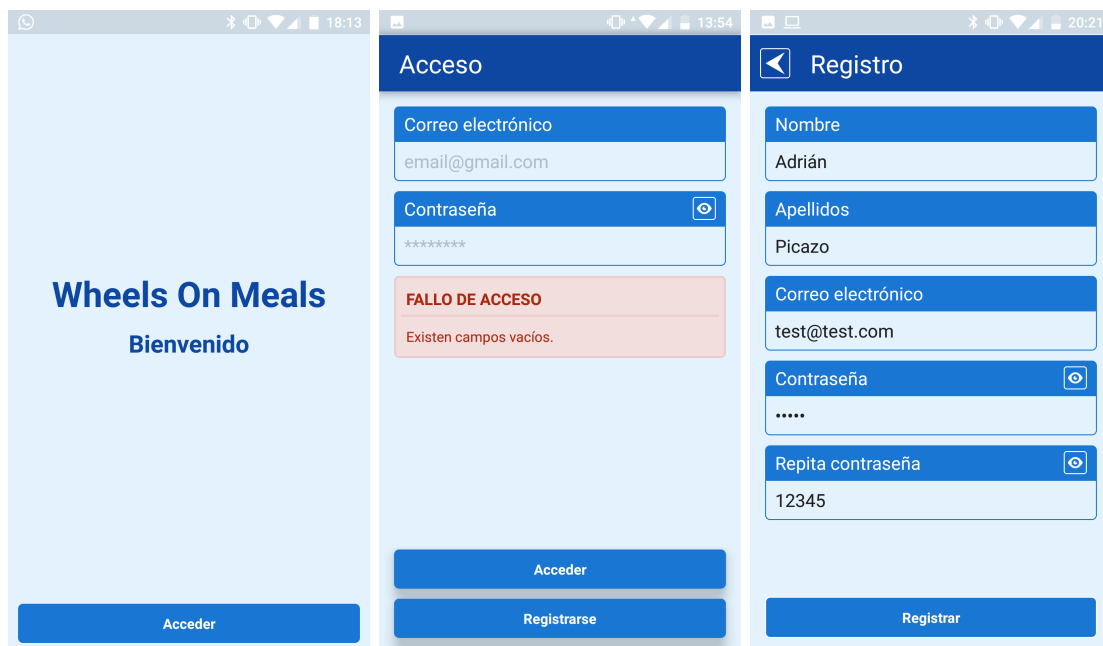 18:13
Wheels On Meals
Bienvenido
Acceder
13:54
Acceso
Correo electrónico
email@gmail.com
Contraseña
********
FALLO DE ACCESO
Existen campos vacíos.
Acceder
Registrarse
20:21
Registro
Nombre
Adrián
Apellidos
Picazo
Correo electrónico
test@test.com
Contraseña
•••••
Repita contraseña
12345
Registrar